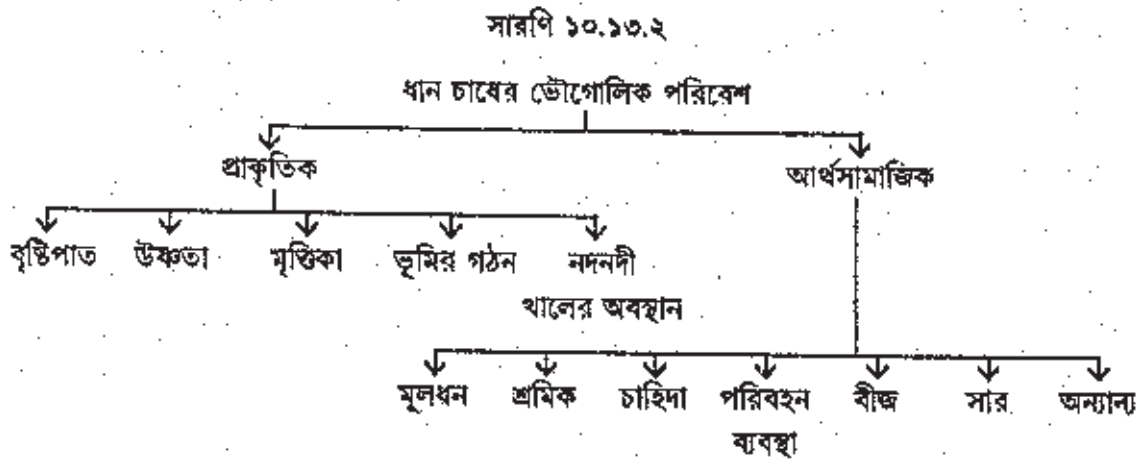 সারণি ১০.১৩.২
ধান চাষের ভৌগোলিক পরিবেশ
প্রাকৃতিক আর্থসামাজিক
বৃষ্টিপাত উষ্ণতা মৃত্তিকা ভূমির গঠন নদনদী
খালের অবস্থান
মূলধন শ্রমিক চাহিদা পরিবহন বীজ সার অন্যান্য
ব্যবস্থা